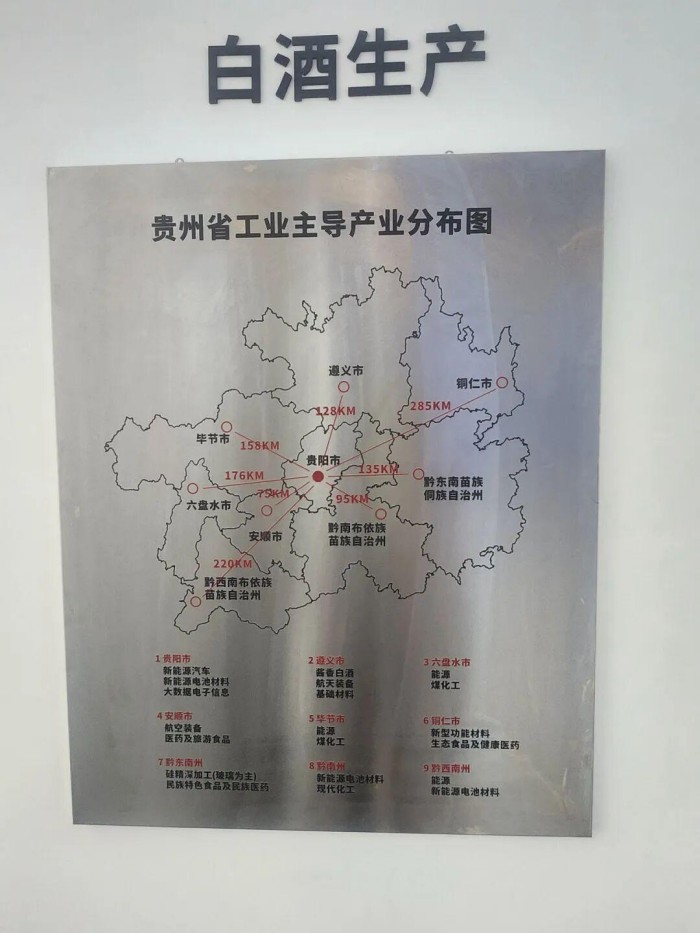 白酒生产
贵州省工业主导产业分布图
遵义市
铜仁市
128KM
285KM
毕节市
158KM
贵阳市
176KM
135KM
黔东南苗族
侗族自治州
六盘水市
75KM
95KM
安顺市
黔南布依族
苗族自治州
220KM
黔西南布依族
苗族自治州
1 贵阳市
新能源汽车
新能源电池材料
大数据电子信息
2 遵义市
酱香白酒
航天装备
基础材料
3 六盘水市
能源
煤化工
4 安顺市
航空装备
医药及旅游食品
5 毕节市
能源
煤化工
6 铜仁市
新型功能材料
生态食品及健康医药
7 黔东南州
硅精深加工(玻璃为主)
民族特色食品及民族医药
8 黔南州
新能源电池材料
现代化工
9 黔西南州
能源
新能源电池材料